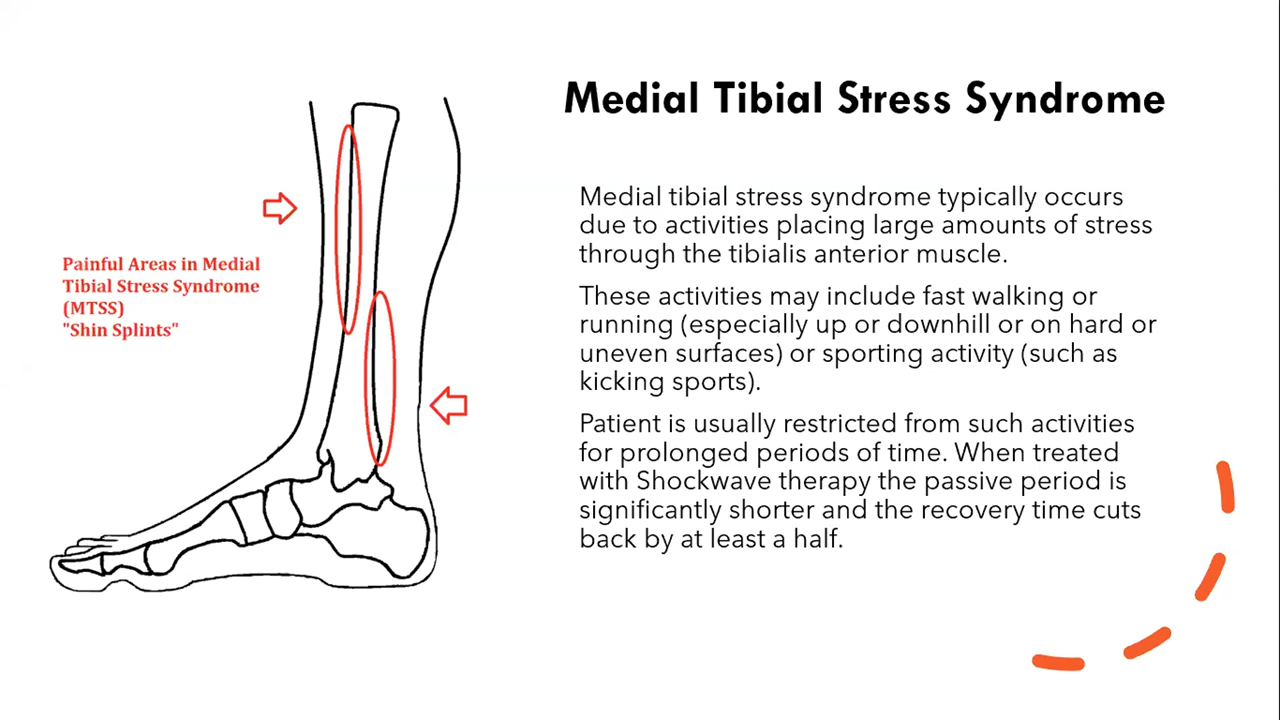 Medial Tibial Stress Syndrome
Painful Areas in Medial
Tibial Stress Syndrome
(MTSS)
"Shin Splints"
Medial tibial stress syndrome typically occurs
due to activities placing large amounts of stress
through the tibialis anterior muscle.
These activities may include fast walking or
running (especially up or downhill or on hard or
uneven surfaces) or sporting activity (such as
kicking sports).
Patient is usually restricted from such activities
for prolonged periods of time. When treated
with Shockwave therapy the passive period is
significantly shorter and the recovery time cuts
back by at least a half.